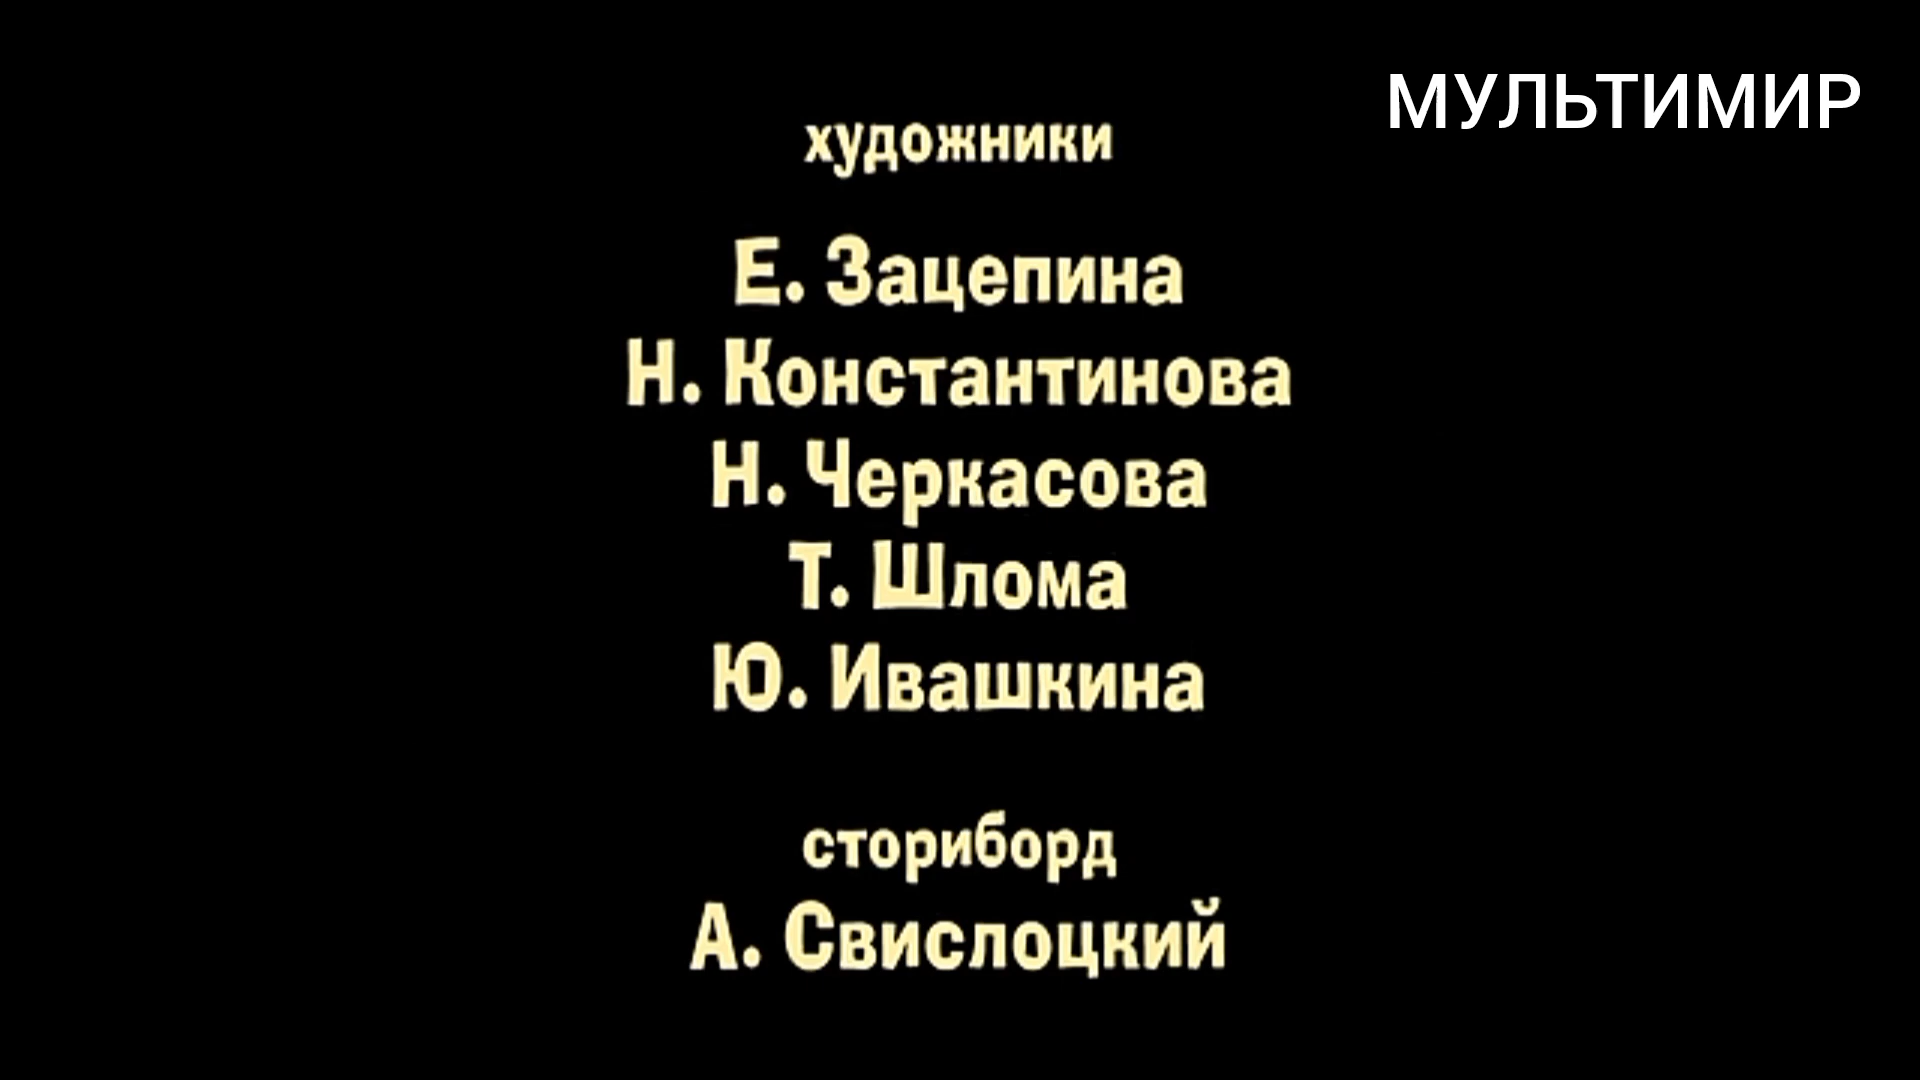 МУЛЬТИМИР
художники
Е. Зацепина
Н. Константинова
Н. Черкасова
Т. Шлома
Ю. Ивашкина
сториборд
А. Свислоцкий